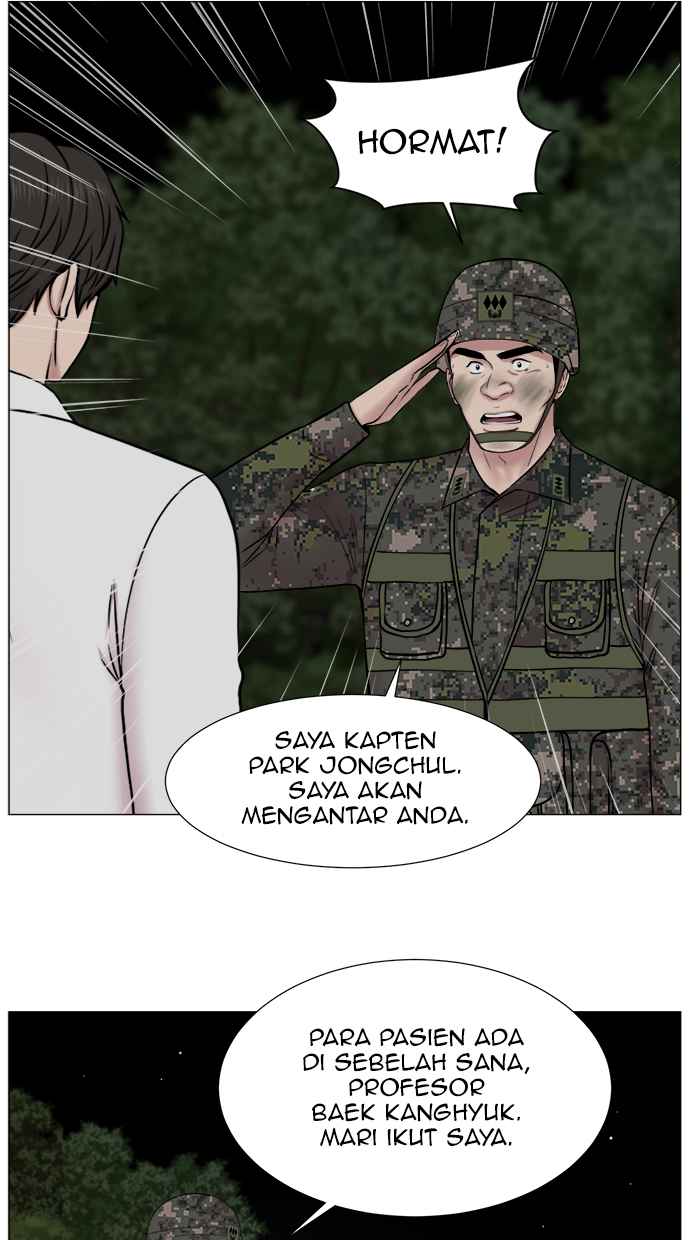 HORMAT!
SAYA KAPTEN
PARK JONGCHUL.
SAYA AKAN
MENGANTAR ANDA.
PARA PASIEN ADA
DI SEBELAH SANA,
PROFESOR
BAEK KANGHYUK.
MARI IKUT SAYA.